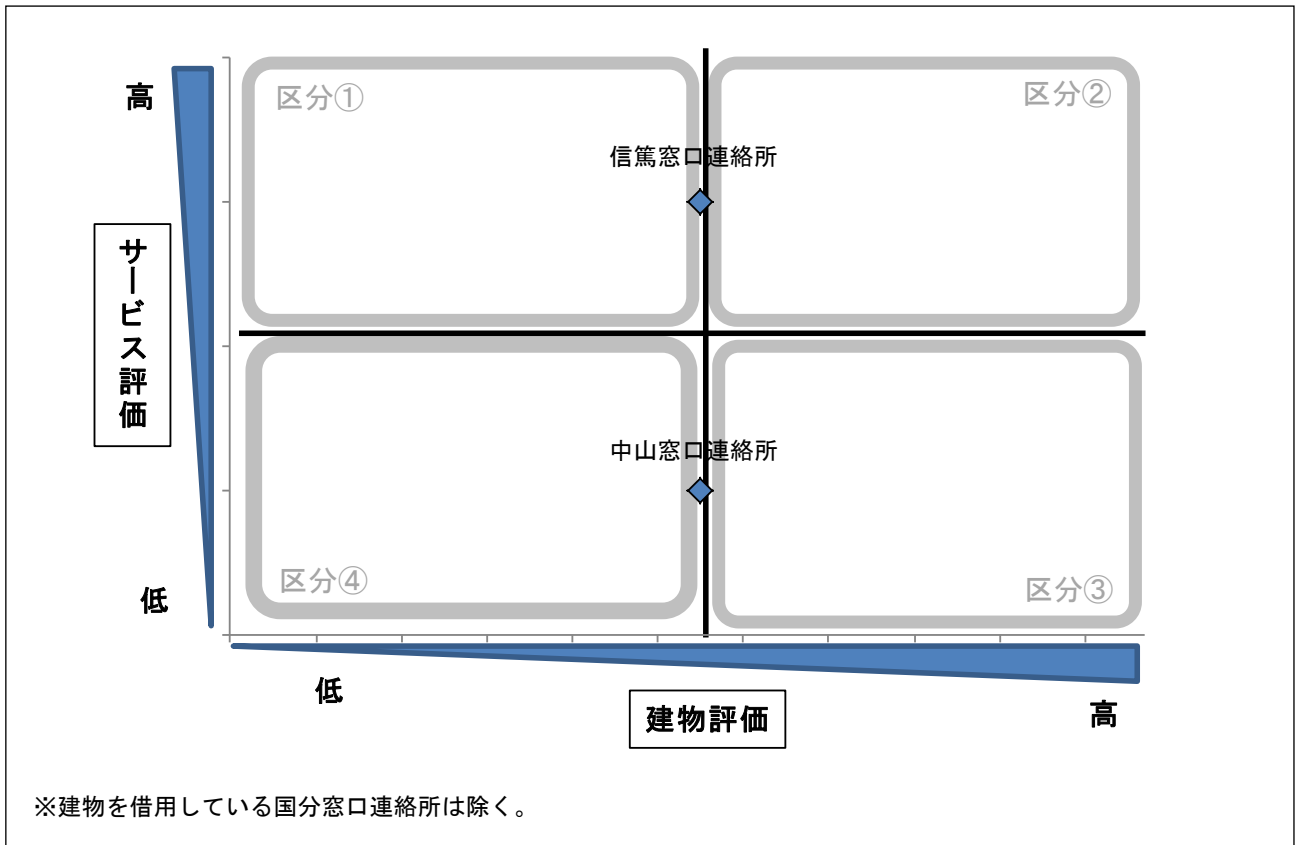 高
区分①
区分②
信篤窓口連絡所
サービス評価
中山窓口連絡所
区分④
区分③
低
低
建物評価
高
※建物を借用している国分窓口連絡所は除く。